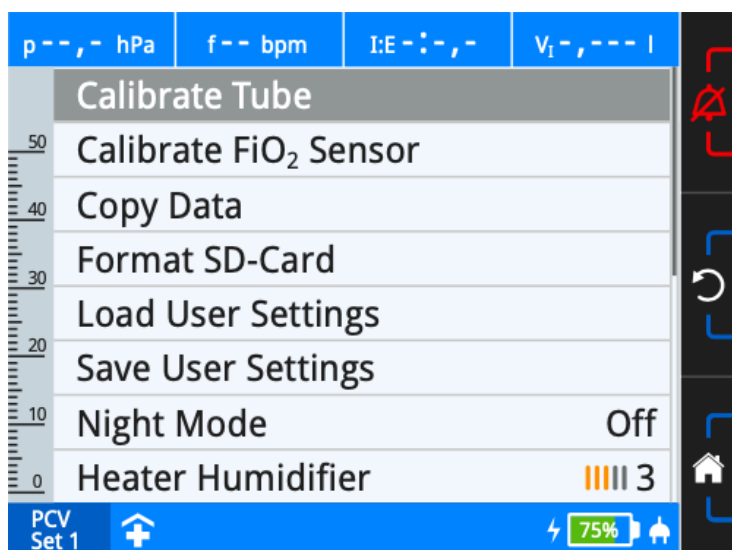 p --,- hPa f -- bpm I:E -:-,- VI -,--- l
Calibrate Tube
50
Calibrate FiO₂ Sensor
40
Copy Data
Format SD-Card
30
Load User Settings
20
Save User Settings
10
Night Mode Off
0
Heater Humidifier 3
PCV
Set 1
75%